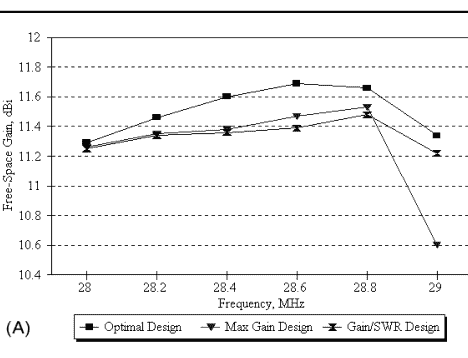 12
11.8
11.6
11.4
11.2
11
10.8
10.6
10.4
Free-Space Gain, dBi
28 28.2 28.4 28.6 28.8 29
Frequency, MHz
(A)
Optimal Design Max Gain Design Gain/SWR Design